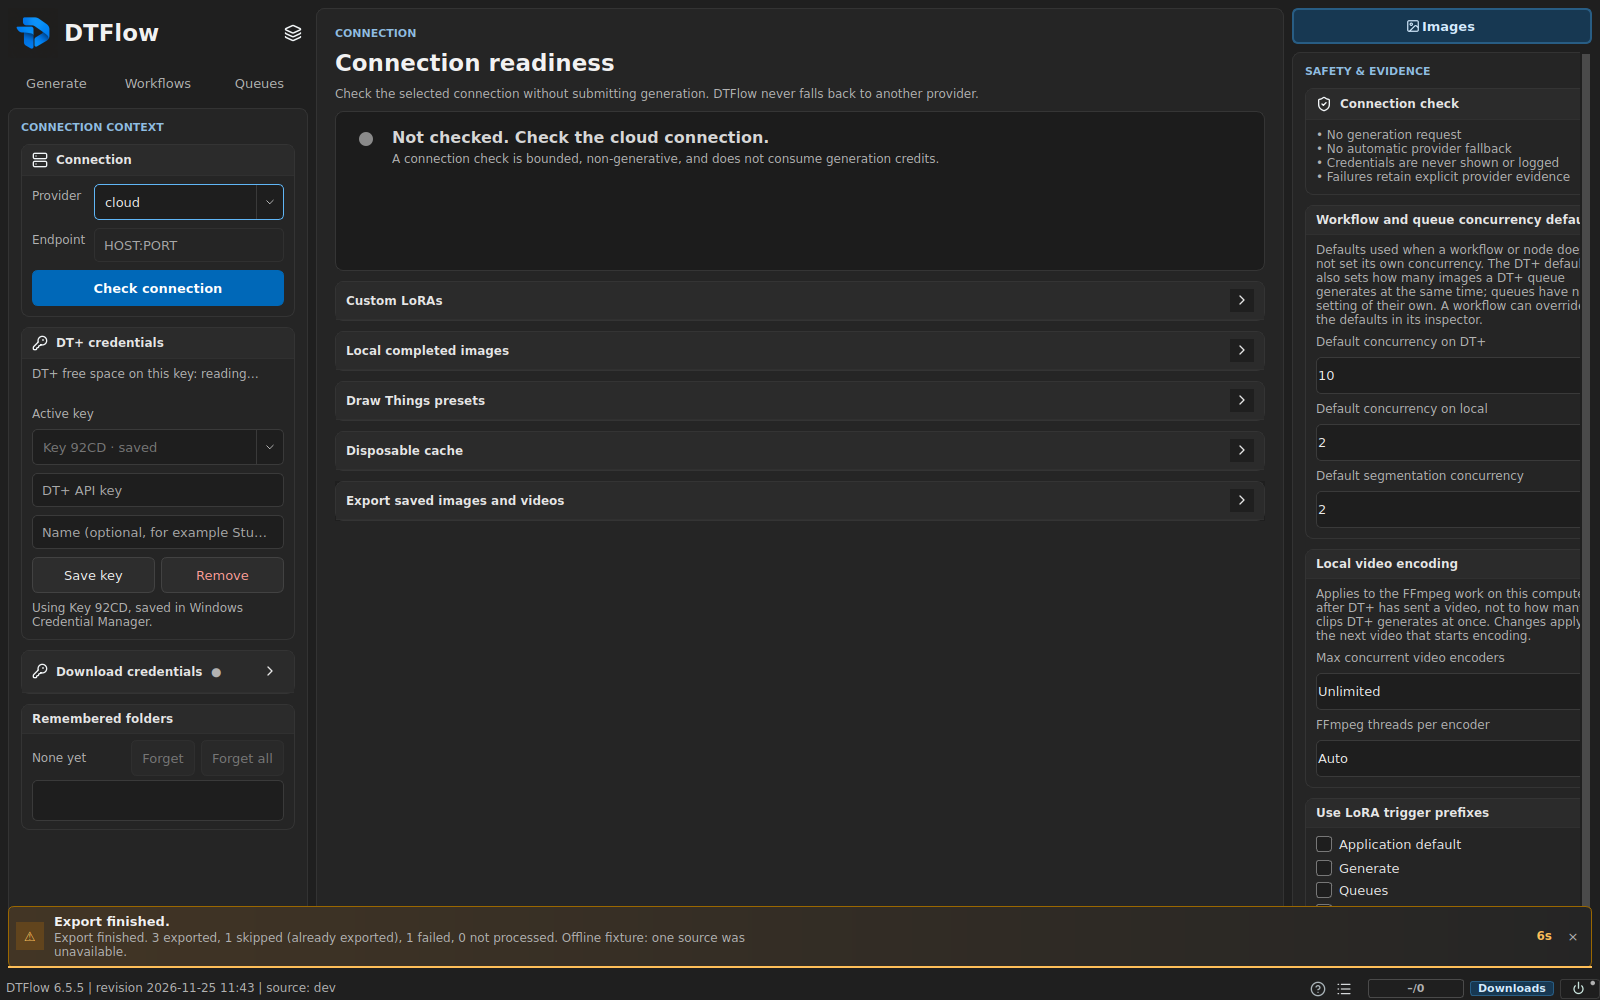 DTFlow
Generate
Workflows
Queues
CONNECTION CONTEXT
Connection
Provider
cloud
Endpoint
HOST:PORT
Check connection
DT+ credentials
DT+ free space on this key: reading...
Active key
Key 92CD · saved
DT+ API key
Name (optional, for example Stu...
Save key
Remove
Using Key 92CD, saved in Windows
Credential Manager.
Download credentials
Remembered folders
None yet
Forget
Forget all
CONNECTION
Connection readiness
Check the selected connection without submitting generation. DTFlow never falls back to another provider.
Not checked. Check the cloud connection.
A connection check is bounded, non-generative, and does not consume generation credits.
Custom LoRAs
Local completed images
Draw Things presets
Disposable cache
Export saved images and videos
Images
SAFETY & EVIDENCE
Connection check
• No generation request
• No automatic provider fallback
• Credentials are never shown or logged
• Failures retain explicit provider evidence
Workflow and queue concurrency defau
Defaults used when a workflow or node doe
not set its own concurrency. The DT+ defaul
also sets how many images a DT+ queue
generates at the same time; queues have n
setting of their own. A workflow can override
the defaults in its inspector.
Default concurrency on DT+
10
Default concurrency on local
2
Default segmentation concurrency
2
Local video encoding
Applies to the FFmpeg work on this compute
after DT+ has sent a video, not to how man
clips DT+ generates at once. Changes apply
the next video that starts encoding.
Max concurrent video encoders
Unlimited
FFmpeg threads per encoder
Auto
Use LoRA trigger prefixes
Application default
Generate
Queues
Export finished.
Export finished. 3 exported, 1 skipped (already exported), 1 failed, 0 not processed. Offline fixture: one source was
unavailable.
6s
DTFlow 6.5.5 | revision 2026-11-25 11:43 | source: dev
–/0
Downloads